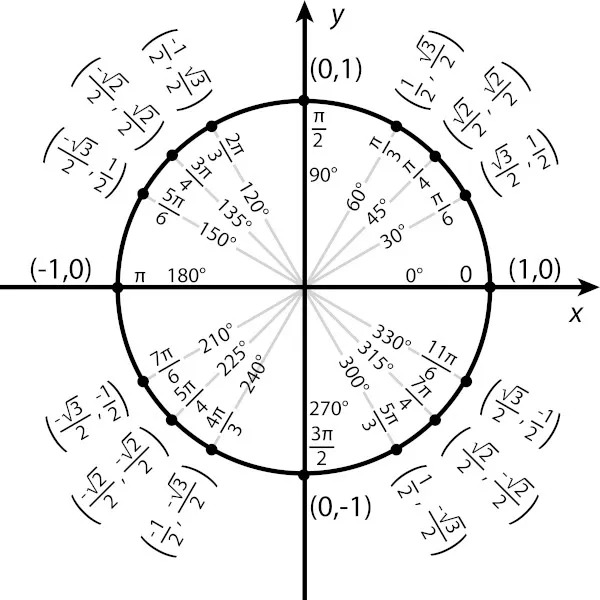 y
(0,1)
(-1/2, √3/2)
(1/2, √3/2)
(-√2/2, √2/2)
(√2/2, √2/2)
(-√3/2, 1/2)
(√3/2, 1/2)
π/2
90°
2π/3
120°
π/3
60°
3π/4
135°
π/4
45°
5π/6
150°
π/6
30°
(-1,0)
π
180°
0°
0
(1,0)
x
7π/6
210°
330°
11π/6
5π/4
225°
315°
7π/4
4π/3
240°
300°
5π/3
270°
3π/2
(0,-1)
(-√3/2, -1/2)
(√3/2, -1/2)
(-√2/2, -√2/2)
(√2/2, -√2/2)
(-1/2, -√3/2)
(1/2, -√3/2)